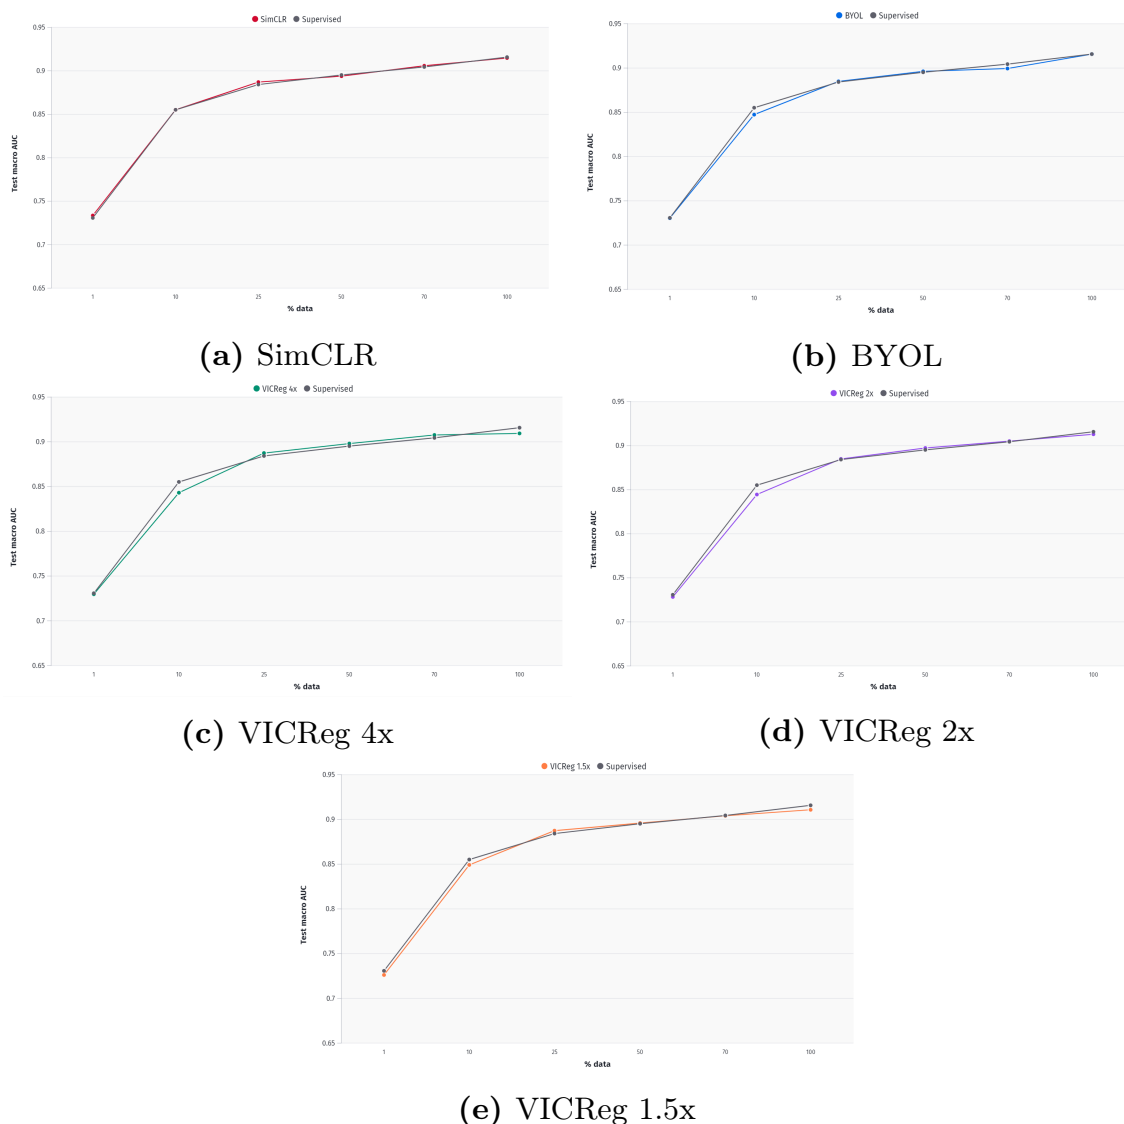 SimCLR Supervised
0.95
0.9
0.85
0.8
0.75
0.7
0.65
Test macro AUC
1 10 25 50 70 100
% data
(a) SimCLR
BYOL Supervised
0.95
0.9
0.85
0.8
0.75
0.7
0.65
Test macro AUC
1 10 25 50 70 100
% data
(b) BYOL
VICReg 4x Supervised
0.95
0.9
0.85
0.8
0.75
0.7
0.65
Test macro AUC
1 10 25 50 70 100
% data
(c) VICReg 4x
VICReg 2x Supervised
0.95
0.9
0.85
0.8
0.75
0.7
0.65
Test macro AUC
1 10 25 50 70 100
% data
(d) VICReg 2x
VICReg 1.5x Supervised
0.95
0.9
0.85
0.8
0.75
0.7
0.65
Test macro AUC
1 10 25 50 70 100
% data
(e) VICReg 1.5x